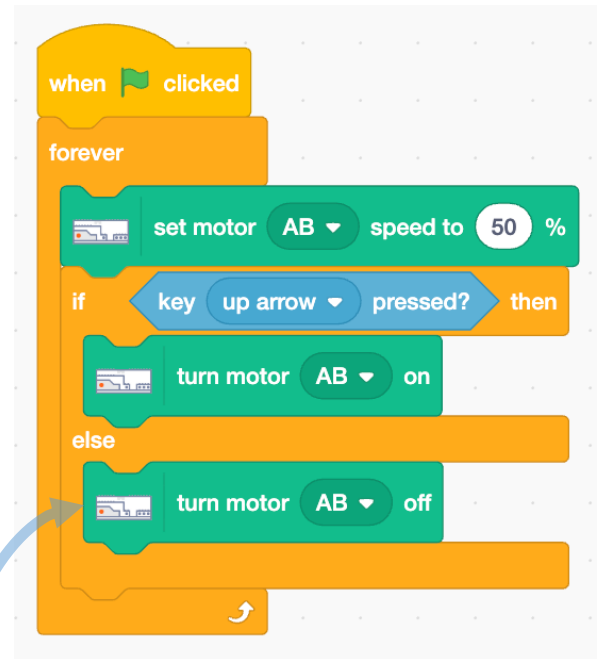 when clicked
forever
set motor AB speed to 50 %
if key up arrow pressed? then
turn motor AB on
else
turn motor AB off